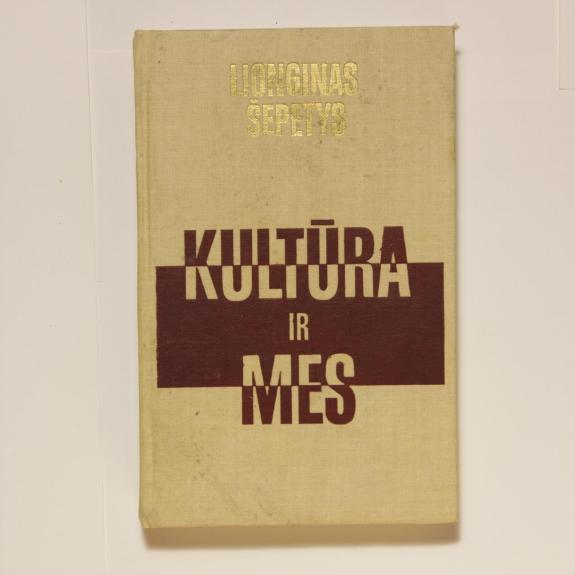 LIONGINAS
ŠEPETYS
KULTŪRA
IR
MES